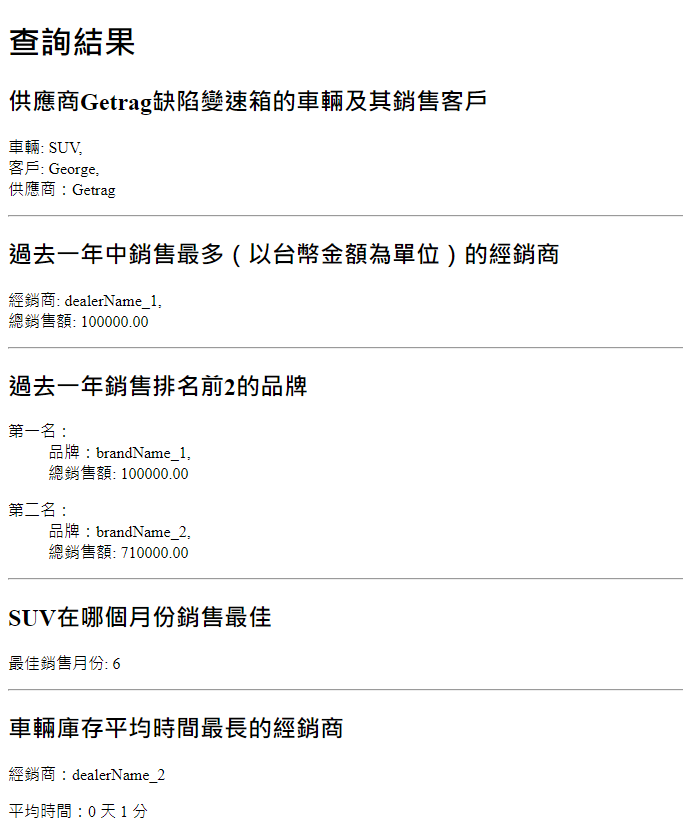 查詢結果
供應商Getrag缺陷變速箱的車輛及其銷售客戶
車輛: SUV,
客戶: George,
供應商：Getrag
過去一年中銷售最多（以台幣金額為單位）的經銷商
經銷商: dealerName_1,
總銷售額: 100000.00
過去一年銷售排名前2的品牌
第一名：
品牌：brandName_1,
總銷售額: 100000.00
第二名：
品牌：brandName_2,
總銷售額: 710000.00
SUV在哪個月份銷售最佳
最佳銷售月份: 6
車輛庫存平均時間最長的經銷商
經銷商：dealerName_2
平均時間：0 天 1 分